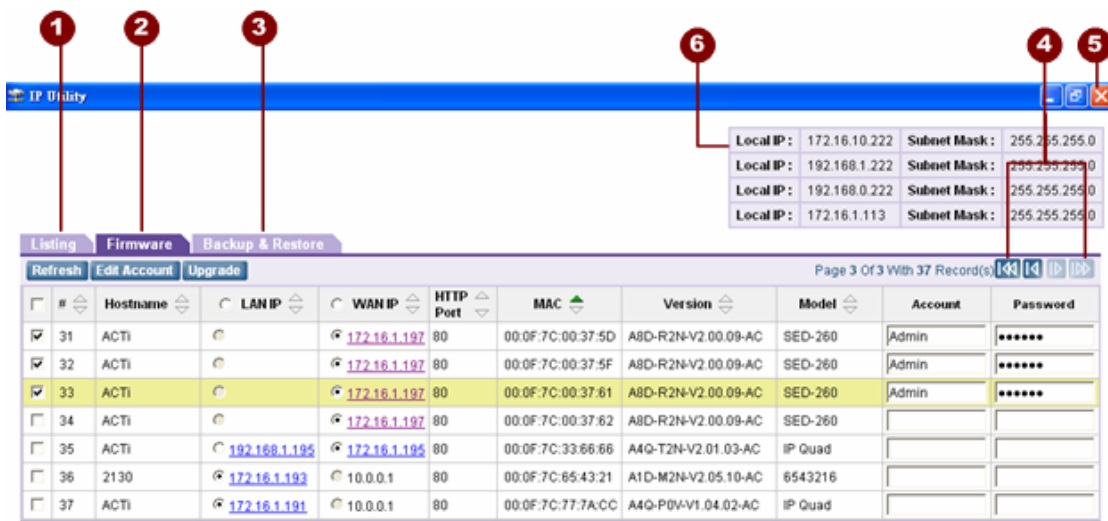 1 2 3 6 4 5
IP Utility
Local IP : 172.16.10.222 Subnet Mask : 255.255.255.0
Local IP : 192.168.1.222 Subnet Mask : 255.255.255.0
Local IP : 192.168.0.222 Subnet Mask : 255.255.255.0
Local IP : 172.16.1.113 Subnet Mask : 255.255.255.0
Listing Firmware Backup & Restore
Refresh Edit Account Upgrade Page 3 Of 3 With 37 Record(s)
# Hostname LAN IP WAN IP HTTP Port MAC Version Model Account Password
31 ACTi 172.16.1.197 80 00:0F:7C:00:37:5D A8D-R2N-V2.00.09-AC SED-260 Admin ••••••
32 ACTi 172.16.1.197 80 00:0F:7C:00:37:5F A8D-R2N-V2.00.09-AC SED-260 Admin ••••••
33 ACTi 172.16.1.197 80 00:0F:7C:00:37:61 A8D-R2N-V2.00.09-AC SED-260 Admin ••••••
34 ACTi 172.16.1.197 80 00:0F:7C:00:37:62 A8D-R2N-V2.00.09-AC SED-260
35 ACTi 192.168.1.195 172.16.1.195 80 00:0F:7C:33:66:66 A4Q-T2N-V2.01.03-AC IP Quad
36 2130 172.16.1.193 10.0.0.1 80 00:0F:7C:65:43:21 A1D-M2N-V2.05.10-AC 6543216
37 ACTi 172.16.1.191 10.0.0.1 80 00:0F:7C:77:7A:CC A4Q-P0V-V1.04.02-AC IP Quad